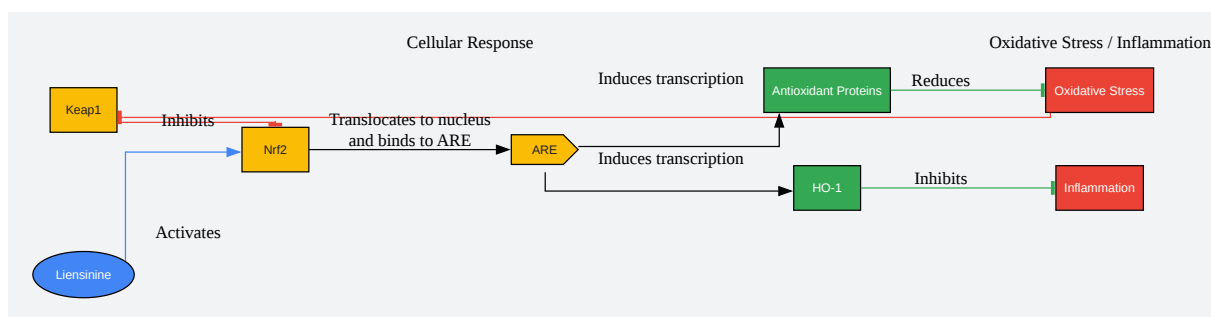 Cellular Response
Oxidative Stress / Inflammation
Induces transcription
Antioxidant Proteins
Reduces
Oxidative Stress
Keap1
Inhibits
Translocates to nucleus
and binds to ARE
Nrf2
ARE
Induces transcription
HO-1
Inhibits
Inflammation
Activates
Liensinine